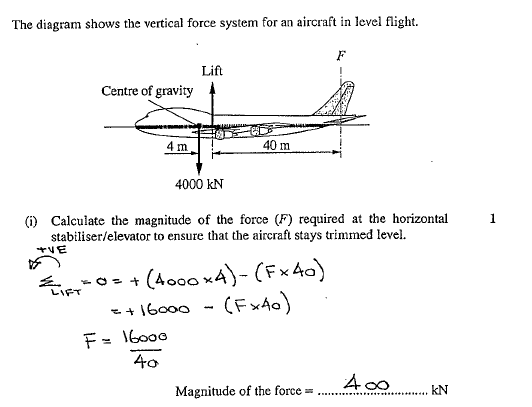 The diagram shows the vertical force system for an aircraft in level flight.
F
Lift
Centre of gravity
4 m
40 m
4000 kN
(i) Calculate the magnitude of the force (F) required at the horizontal 1
stabiliser/elevator to ensure that the aircraft stays trimmed level.
+VE
Σ LIFT = 0 = + (4000 × 4) - (F × 40)
= + 16000 - (F × 40)
F = 16000
40
Magnitude of the force = 400 kN